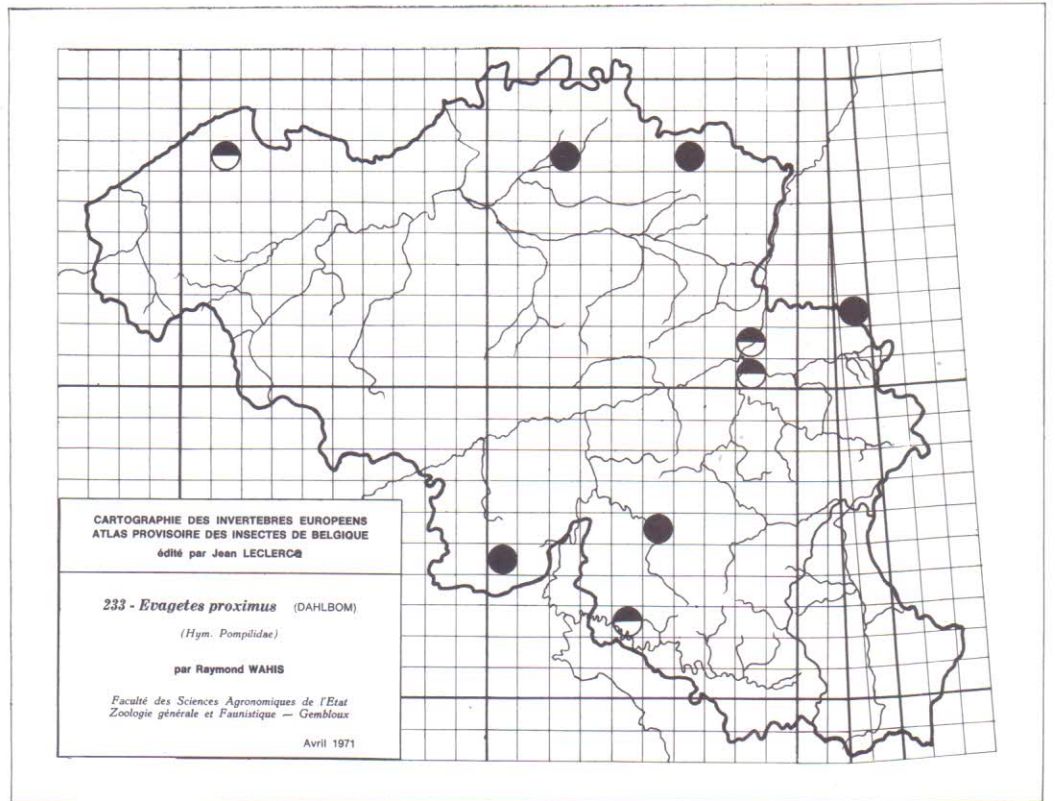 CARTOGRAPHIE DES INVERTEBRES EUROPEENS
ATLAS PROVISOIRE DES INSECTES DE BELGIQUE
édité par Jean LECLERCQ
233 - Evagetes proximus (DAHLBOM)
(Hym. Pompilidae)
par Raymond WAHIS
Faculté des Sciences Agronomiques de l'Etat
Zoologie générale et Faunistique — Gembloux
Avril 1971